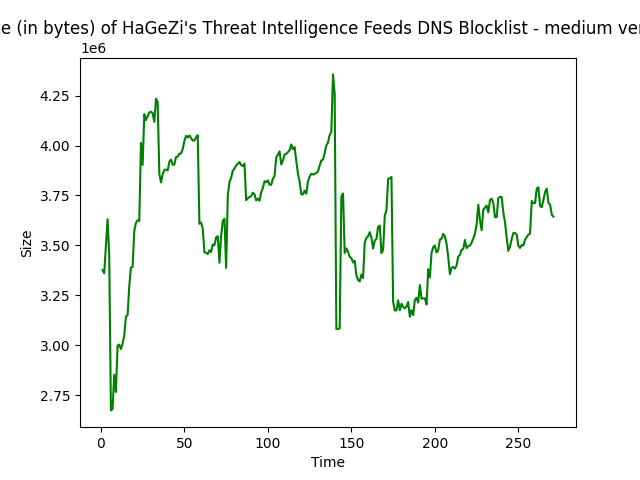 (in bytes) of HaGeZi's Threat Intelligence Feeds DNS Blocklist - medium
1e6
4.25
4.00
3.75
3.50
3.25
3.00
2.75
Size
0 50 100 150 200 250
Time